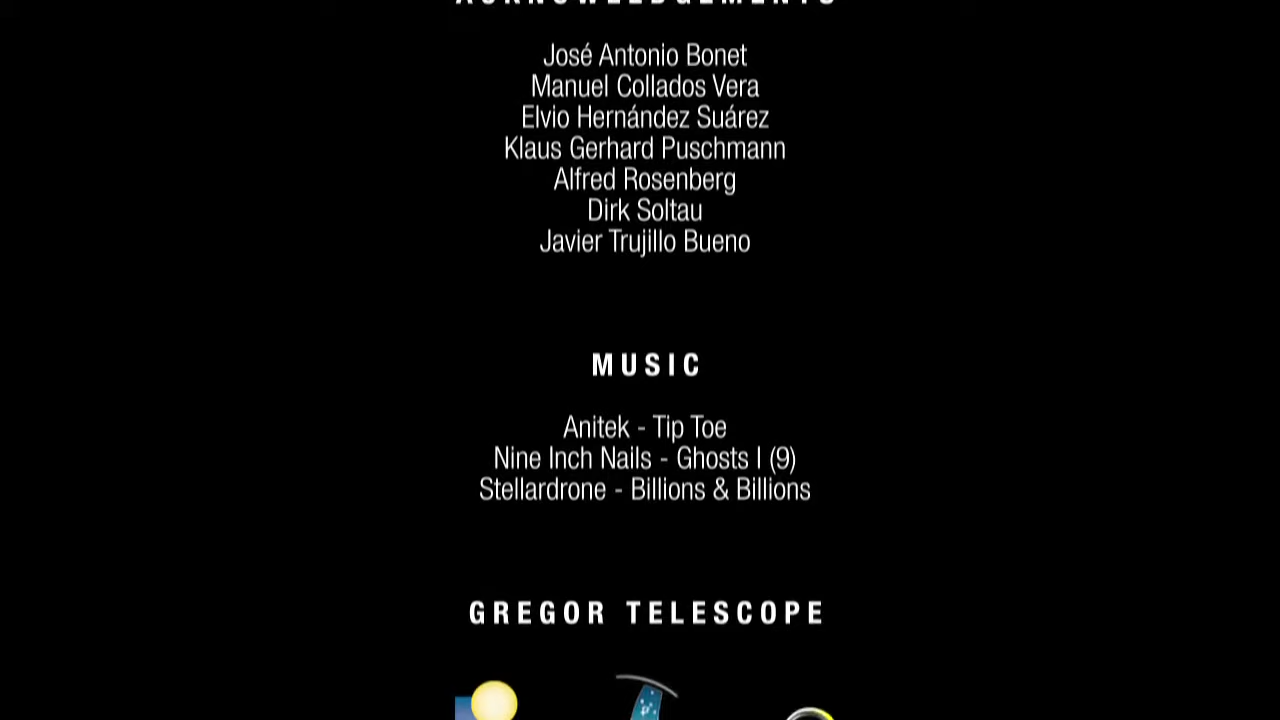 ACKNOWLEDGEMENTS
José Antonio Bonet
Manuel Collados Vera
Elvio Hernández Suárez
Klaus Gerhard Puschmann
Alfred Rosenberg
Dirk Soltau
Javier Trujillo Bueno
MUSIC
Anitek - Tip Toe
Nine Inch Nails - Ghosts I (9)
Stellardrone - Billions & Billions
GREGOR TELESCOPE